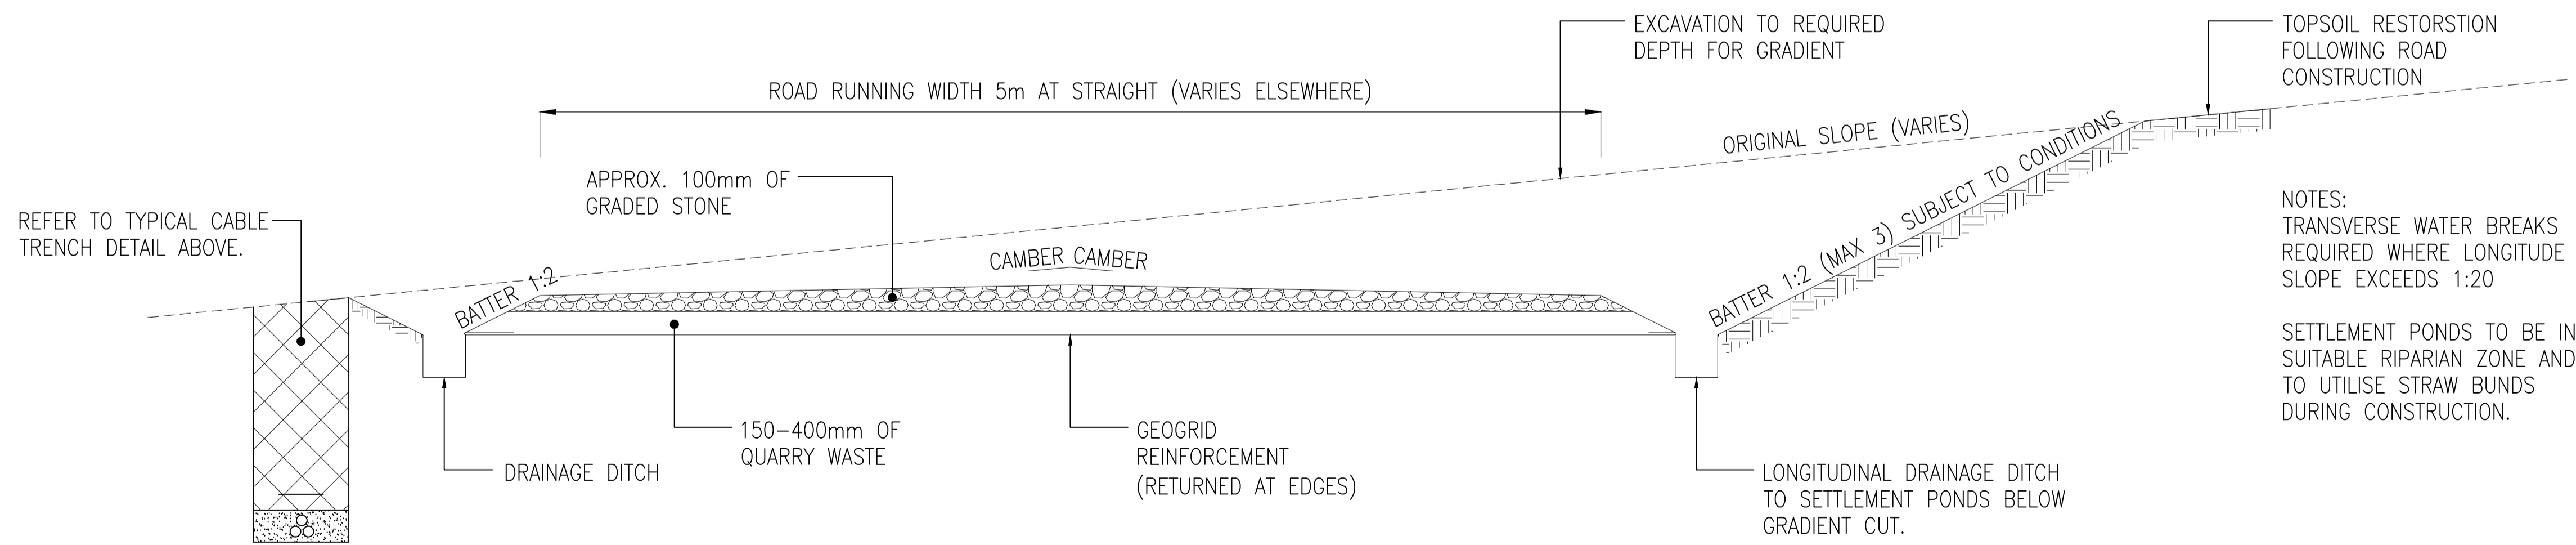 EXCAVATION TO REQUIRED
DEPTH FOR GRADIENT
TOPSOIL RESTORSTION
FOLLOWING ROAD
CONSTRUCTION
ROAD RUNNING WIDTH 5m AT STRAIGHT (VARIES ELSEWHERE)
ORIGINAL SLOPE (VARIES)
APPROX. 100mm OF
GRADED STONE
REFER TO TYPICAL CABLE
TRENCH DETAIL ABOVE.
CAMBER CAMBER
BATTER 1:2
BATTER 1:2 (MAX 3) SUBJECT TO CONDITIONS
NOTES:
TRANSVERSE WATER BREAKS
REQUIRED WHERE LONGITUDE
SLOPE EXCEEDS 1:20
SETTLEMENT PONDS TO BE IN
SUITABLE RIPARIAN ZONE AND
TO UTILISE STRAW BUNDS
DURING CONSTRUCTION.
150-400mm OF
QUARRY WASTE
GEOGRID
REINFORCEMENT
(RETURNED AT EDGES)
DRAINAGE DITCH
LONGITUDINAL DRAINAGE DITCH
TO SETTLEMENT PONDS BELOW
GRADIENT CUT.